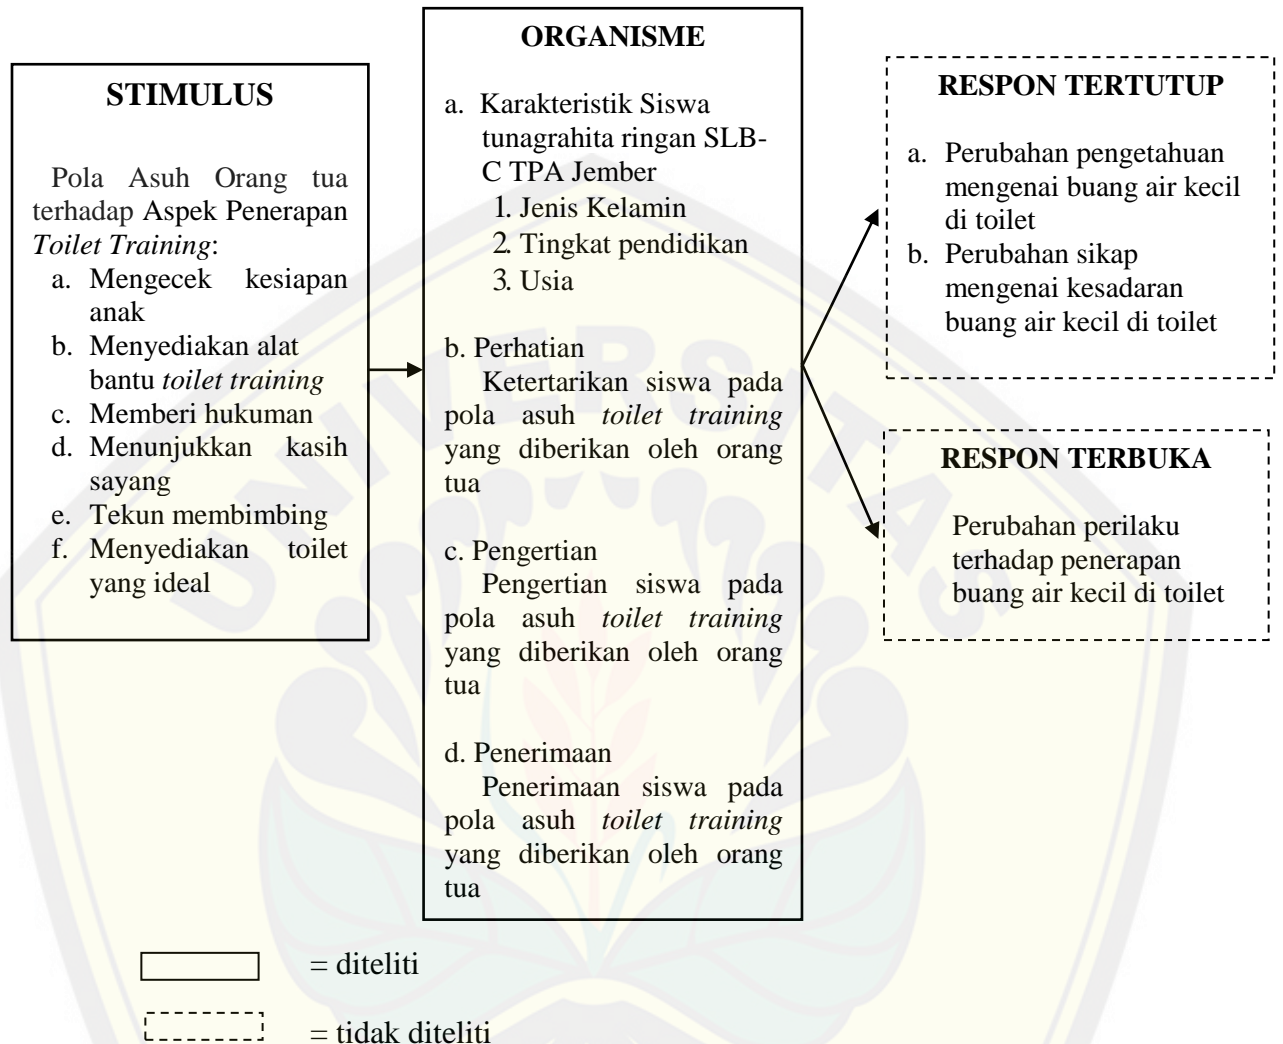 STIMULUS
Pola Asuh Orang tua
terhadap Aspek Penerapan
Toilet Training:
a. Mengecek kesiapan
anak
b. Menyediakan alat
bantu toilet training
c. Memberi hukuman
d. Menunjukkan kasih
sayang
e. Tekun membimbing
f. Menyediakan toilet
yang ideal
ORGANISME
a. Karakteristik Siswa
tunagrahita ringan SLB-
C TPA Jember
1. Jenis Kelamin
2. Tingkat pendidikan
3. Usia
b. Perhatian
Ketertarikan siswa pada
pola asuh toilet training
yang diberikan oleh orang
tua
c. Pengertian
Pengertian siswa pada
pola asuh toilet training
yang diberikan oleh orang
tua
d. Penerimaan
Penerimaan siswa pada
pola asuh toilet training
yang diberikan oleh orang
tua
RESPON TERTUTUP
a. Perubahan pengetahuan
mengenai buang air kecil
di toilet
b. Perubahan sikap
mengenai kesadaran
buang air kecil di toilet
RESPON TERBUKA
Perubahan perilaku
terhadap penerapan
buang air kecil di toilet
= diteliti
= tidak diteliti
UNIVERSITAS